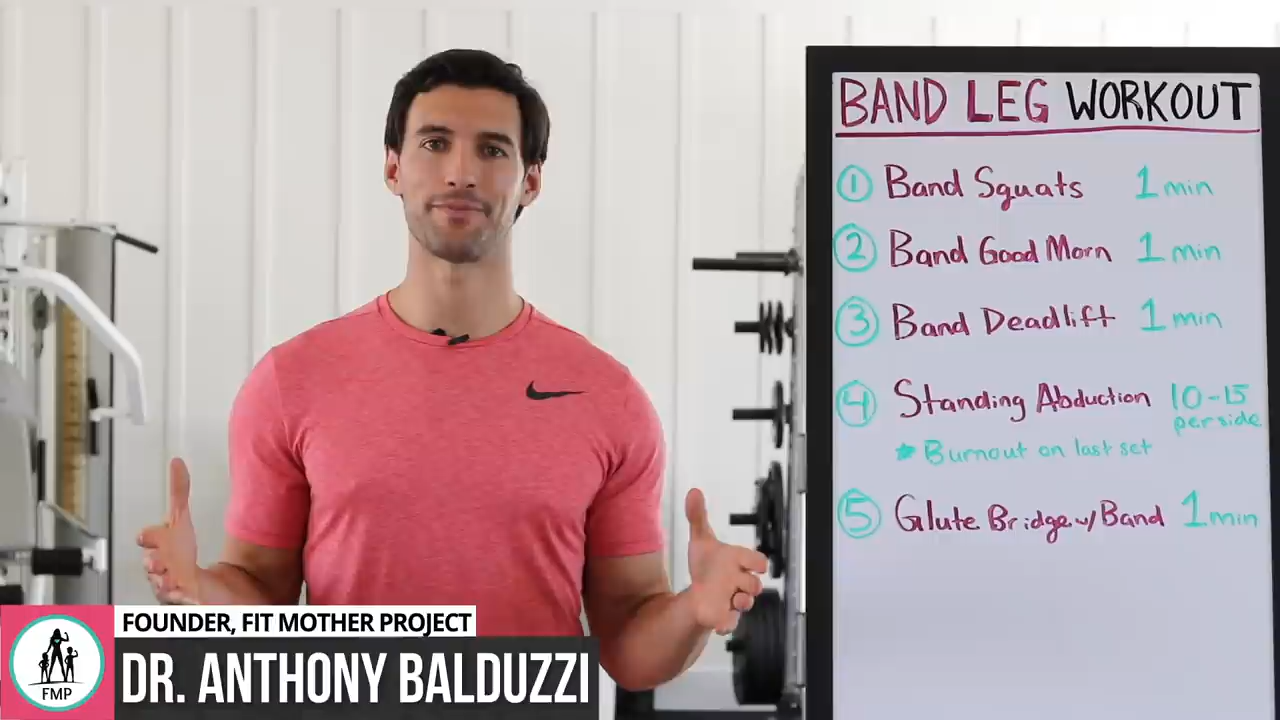 BAND LEG WORKOUT
① Band Squats 1 min
② Band Good Morn 1 min
③ Band Deadlift 1 min
④ Standing Abduction 10-15 per side
* Burnout on last set
⑤ Glute Bridge w/ Band 1 min
FOUNDER, FIT MOTHER PROJECT
DR. ANTHONY BALDUZZI
FMP